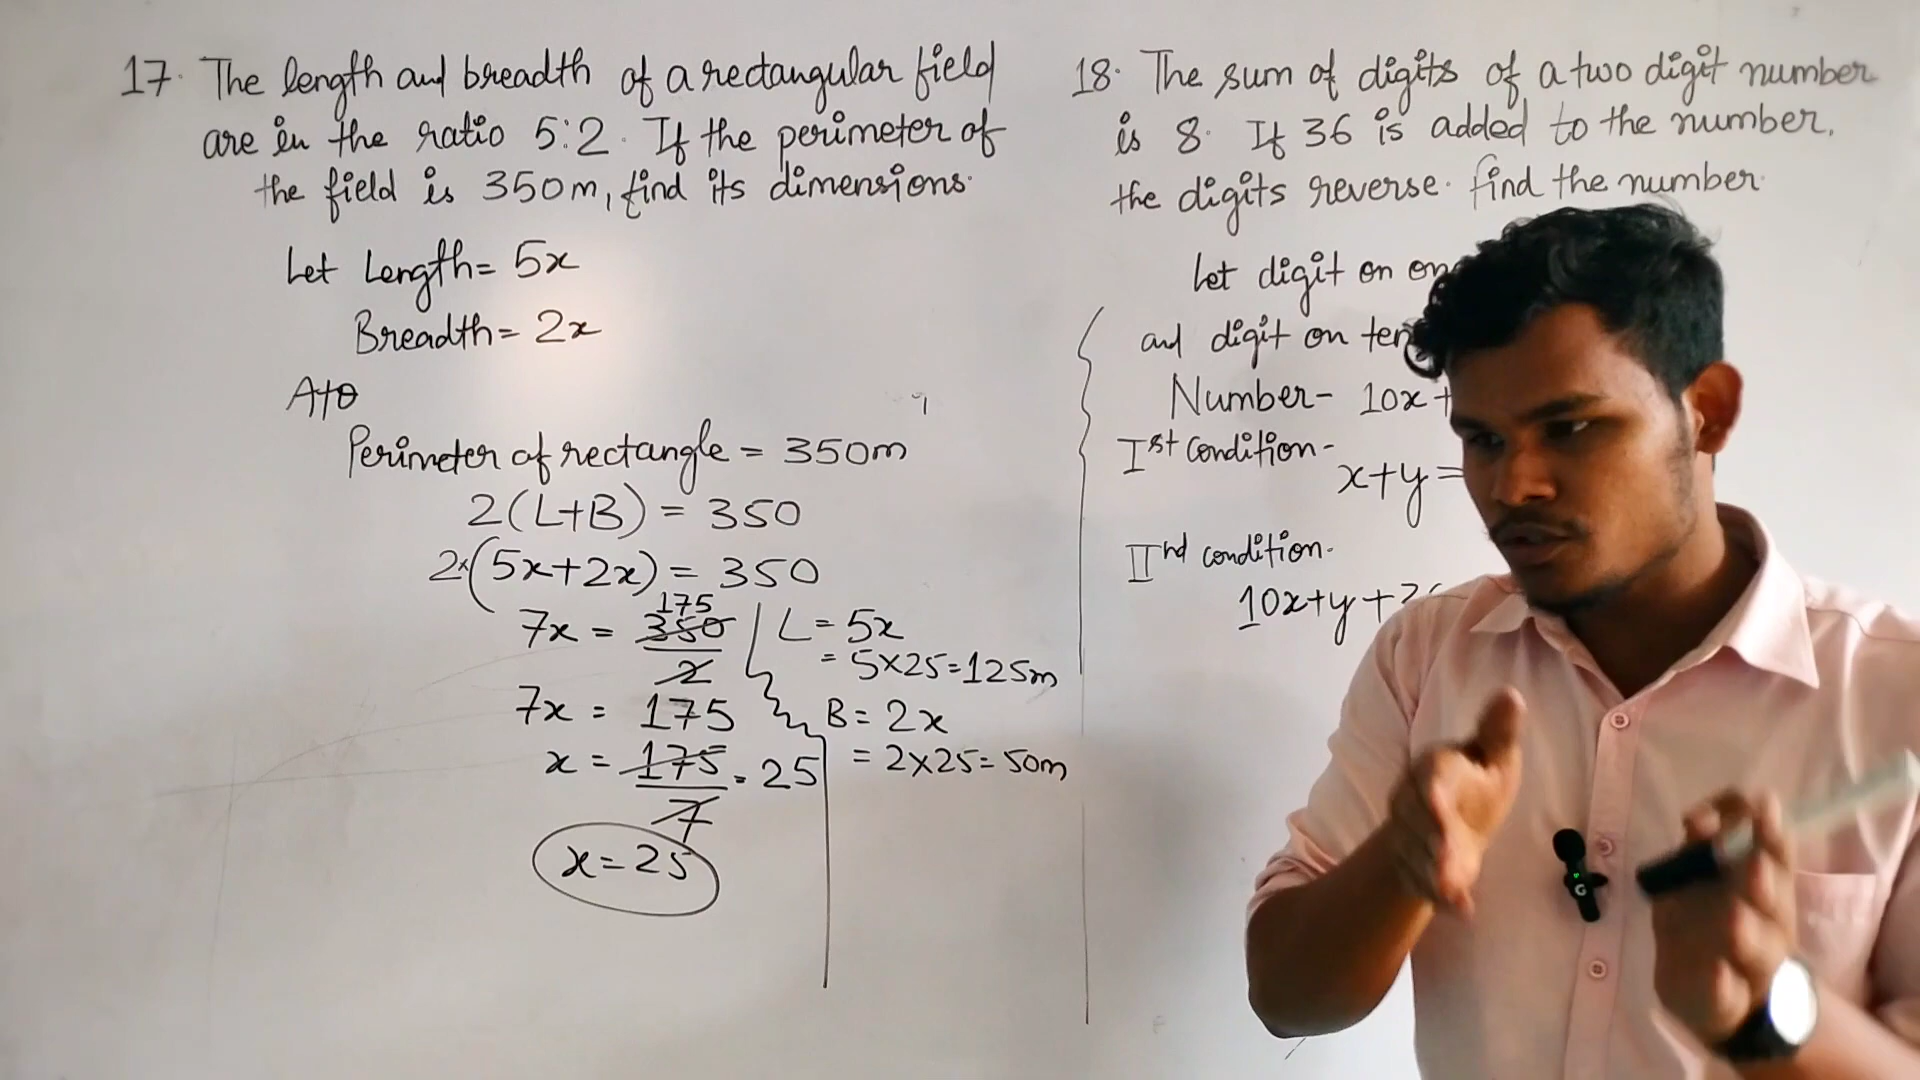 17. The length and breadth of a rectangular field
are in the ratio 5:2. If the perimeter of
the field is 350m, find its dimensions.
Let Length = 5x
Breadth = 2x
AtQ
Perimeter of rectangle = 350m
2(L+B) = 350
2×(5x+2x) = 350
175
7x = 350
2
7x = 175
x = 175 = 25
7
x = 25
L = 5x
= 5×25 = 125m
B = 2x
= 2×25 = 50m
18. The sum of digits of a two digit number
is 8. If 36 is added to the number,
the digits reverse. find the number.
Let digit on
and digit on
Number - 10x+
Ist condition -
x+y=
IInd condition.
10x+y+
G